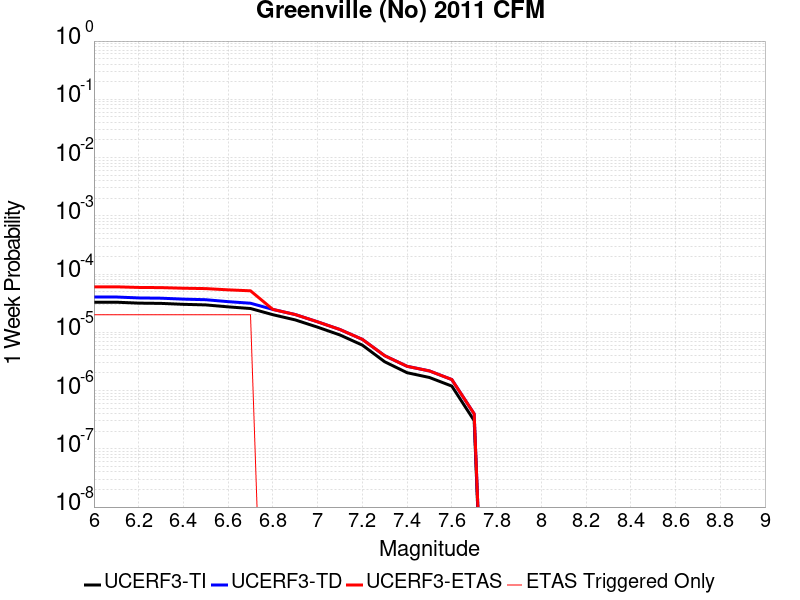 Greenville (No) 2011 CFM
10^0
10^-1
10^-2
10^-3
10^-4
10^-5
10^-6
10^-7
10^-8
1 Week Probability
6 6.2 6.4 6.6 6.8 7 7.2 7.4 7.6 7.8 8 8.2 8.4 8.6 8.8 9
Magnitude
UCERF3-TI UCERF3-TD UCERF3-ETAS ETAS Triggered Only